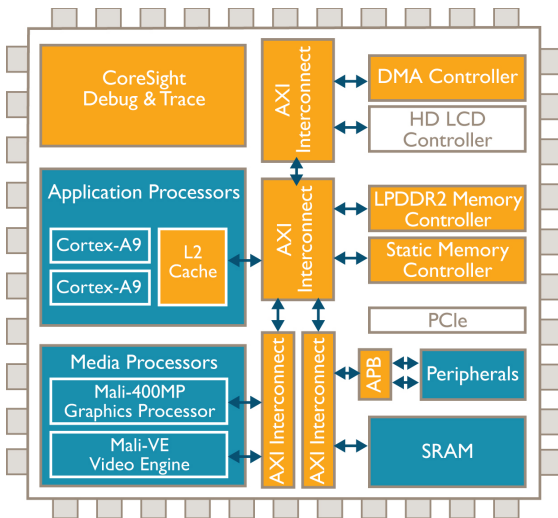 CoreSight
Debug & Trace
AXI
Interconnect
DMA Controller
HD LCD
Controller
Application Processors
Cortex-A9
Cortex-A9
L2
Cache
AXI
Interconnect
LPDDR2 Memory
Controller
Static Memory
Controller
PCIe
Media Processors
Mali-400MP
Graphics Processor
Mali-VE
Video Engine
AXI Interconnect
AXI Interconnect
APB
Peripherals
SRAM